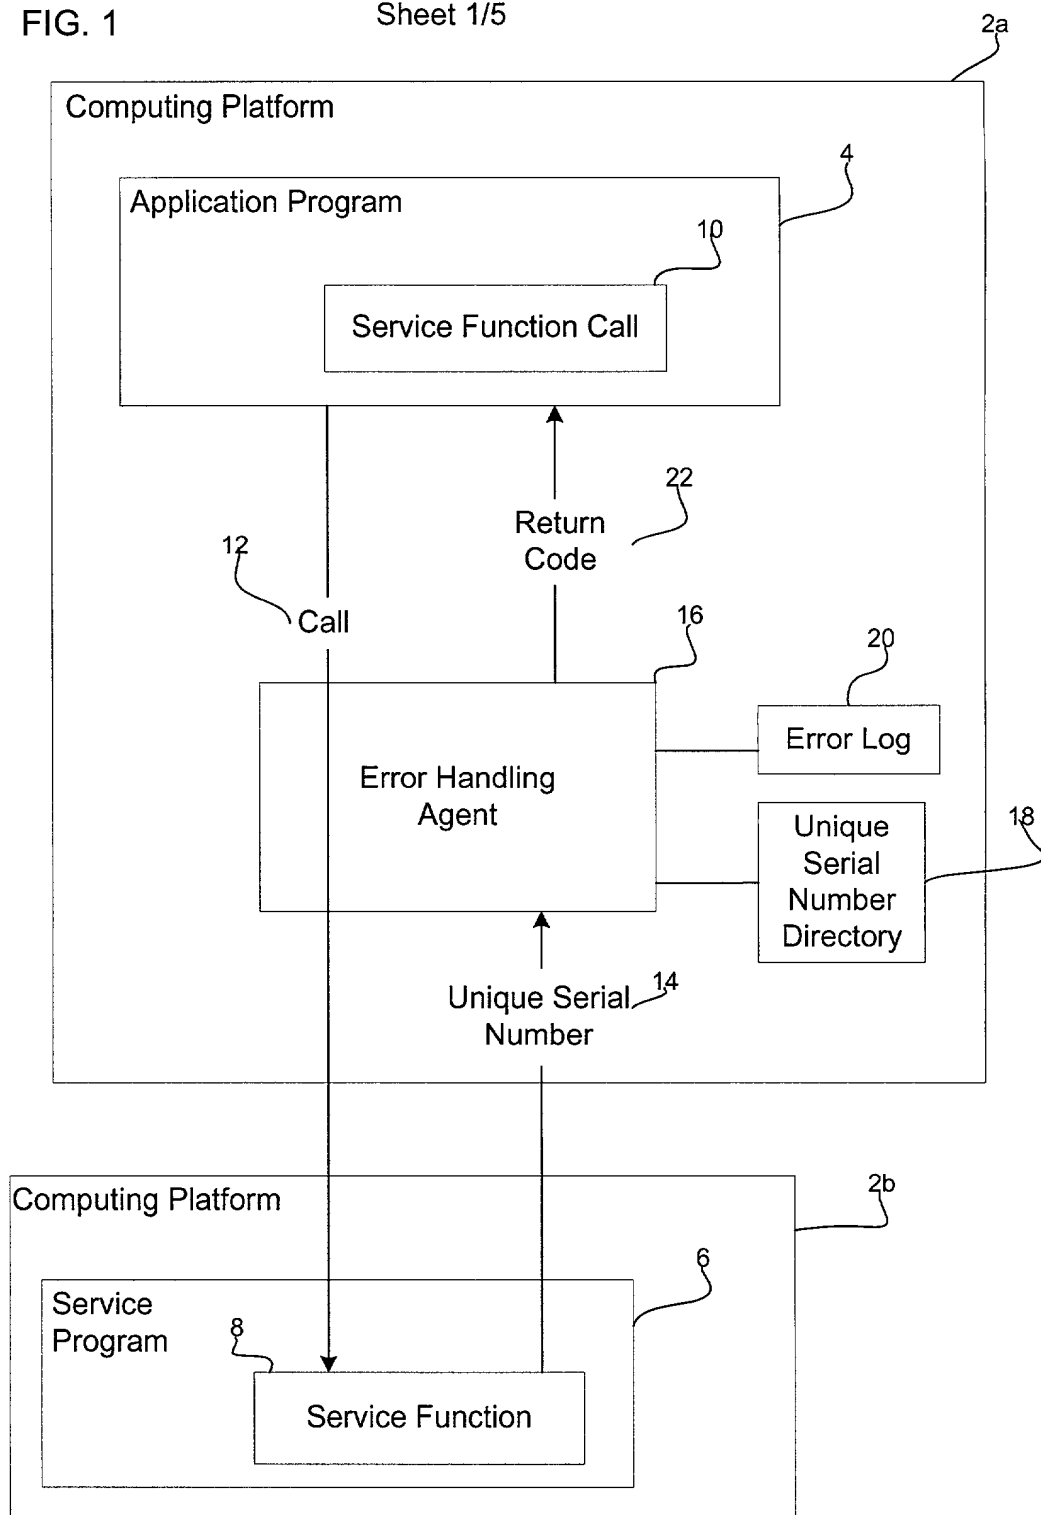 FIG. 1
Sheet 1/5
2a
Computing Platform
4
Application Program
10
Service Function Call
22
Return
Code
12
Call
16
20
Error Log
Error Handling
Agent
18
Unique
Serial
Number
Directory
14
Unique Serial
Number
2b
Computing Platform
6
Service
Program
8
Service Function